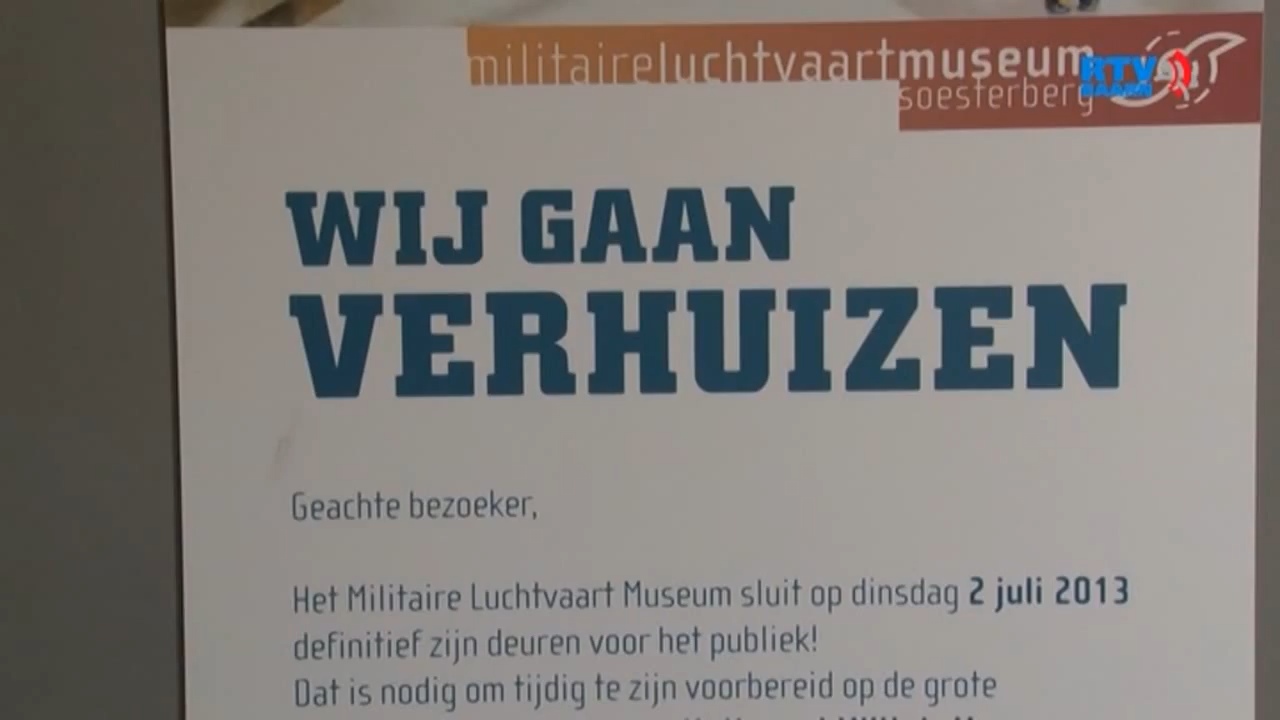 militaireluchtvaartmuseum
soesterberg
RTV
BAARN
WIJ GAAN
VERHUIZEN
Geachte bezoeker,
Het Militaire Luchtvaart Museum sluit op dinsdag 2 juli 2013
definitief zijn deuren voor het publiek!
Dat is nodig om tijdig te zijn voorbereid op de grote